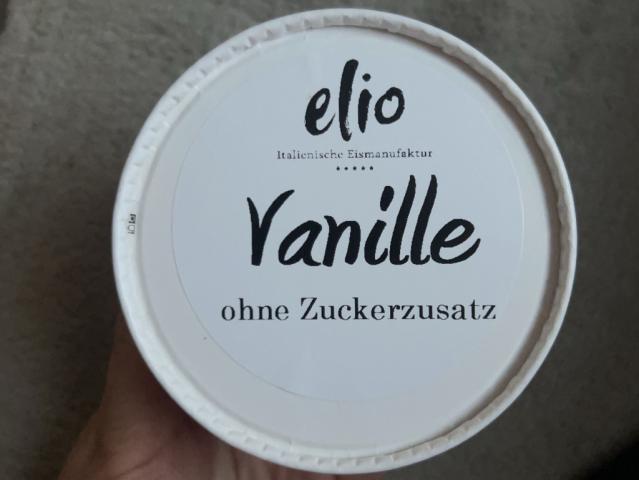 elio
Italienische Eismanufaktur
Vanille
ohne Zuckerzusatz